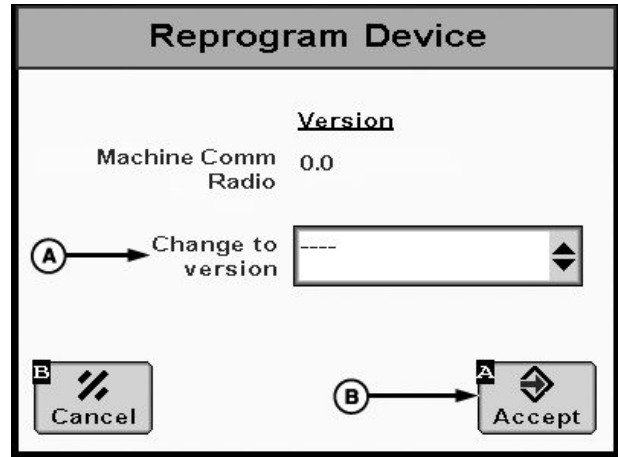 Reprogram Device
Version
Machine Comm 0.0
Radio
A
Change to ----
version
B
Cancel
B
A
Accept